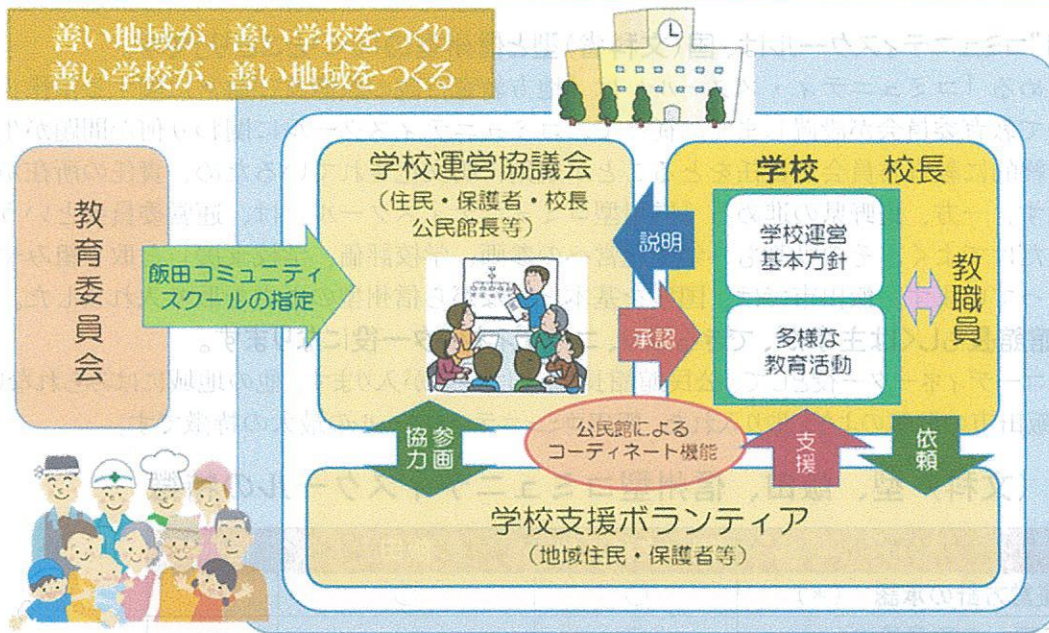 善い地域が、善い学校をつくり
善い学校が、善い地域をつくる
教育委員会
飯田コミュニティ
スクールの指定
学校運営協議会
(住民・保護者・校長
公民館長等)
説明
承認
学校 校長
学校運営
基本方針
多様な
教育活動
教職員
参画
協力
公民館による
コーディネート機能
支援
依頼
学校支援ボランティア
(地域住民・保護者等)